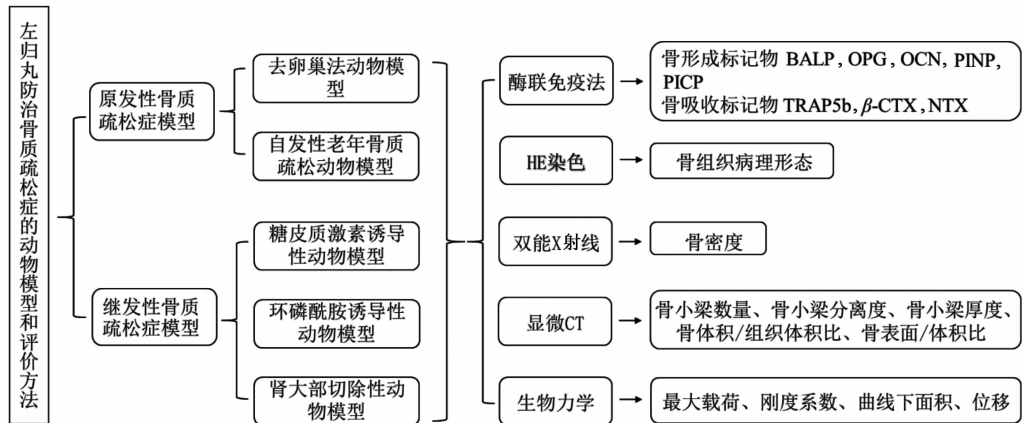 左归丸防治骨质疏松症的动物模型和评价方法
原发性骨质
疏松症模型
继发性骨质
疏松症模型
去卵巢法动物模
型
自发性老年骨质
疏松动物模型
糖皮质激素诱导
性动物模型
环磷酰胺诱导性
动物模型
肾大部切除性动
物模型
酶联免疫法
骨形成标记物 BALP,OPG,OCN,PINP,
PICP
骨吸收标记物 TRAP5b,β-CTX,NTX
HE染色
骨组织病理形态
双能X射线
骨密度
显微CT
骨小梁数量、骨小梁分离度、骨小梁厚度、
骨体积/组织体积比、骨表面/体积比
生物力学
最大载荷、刚度系数、曲线下面积、位移